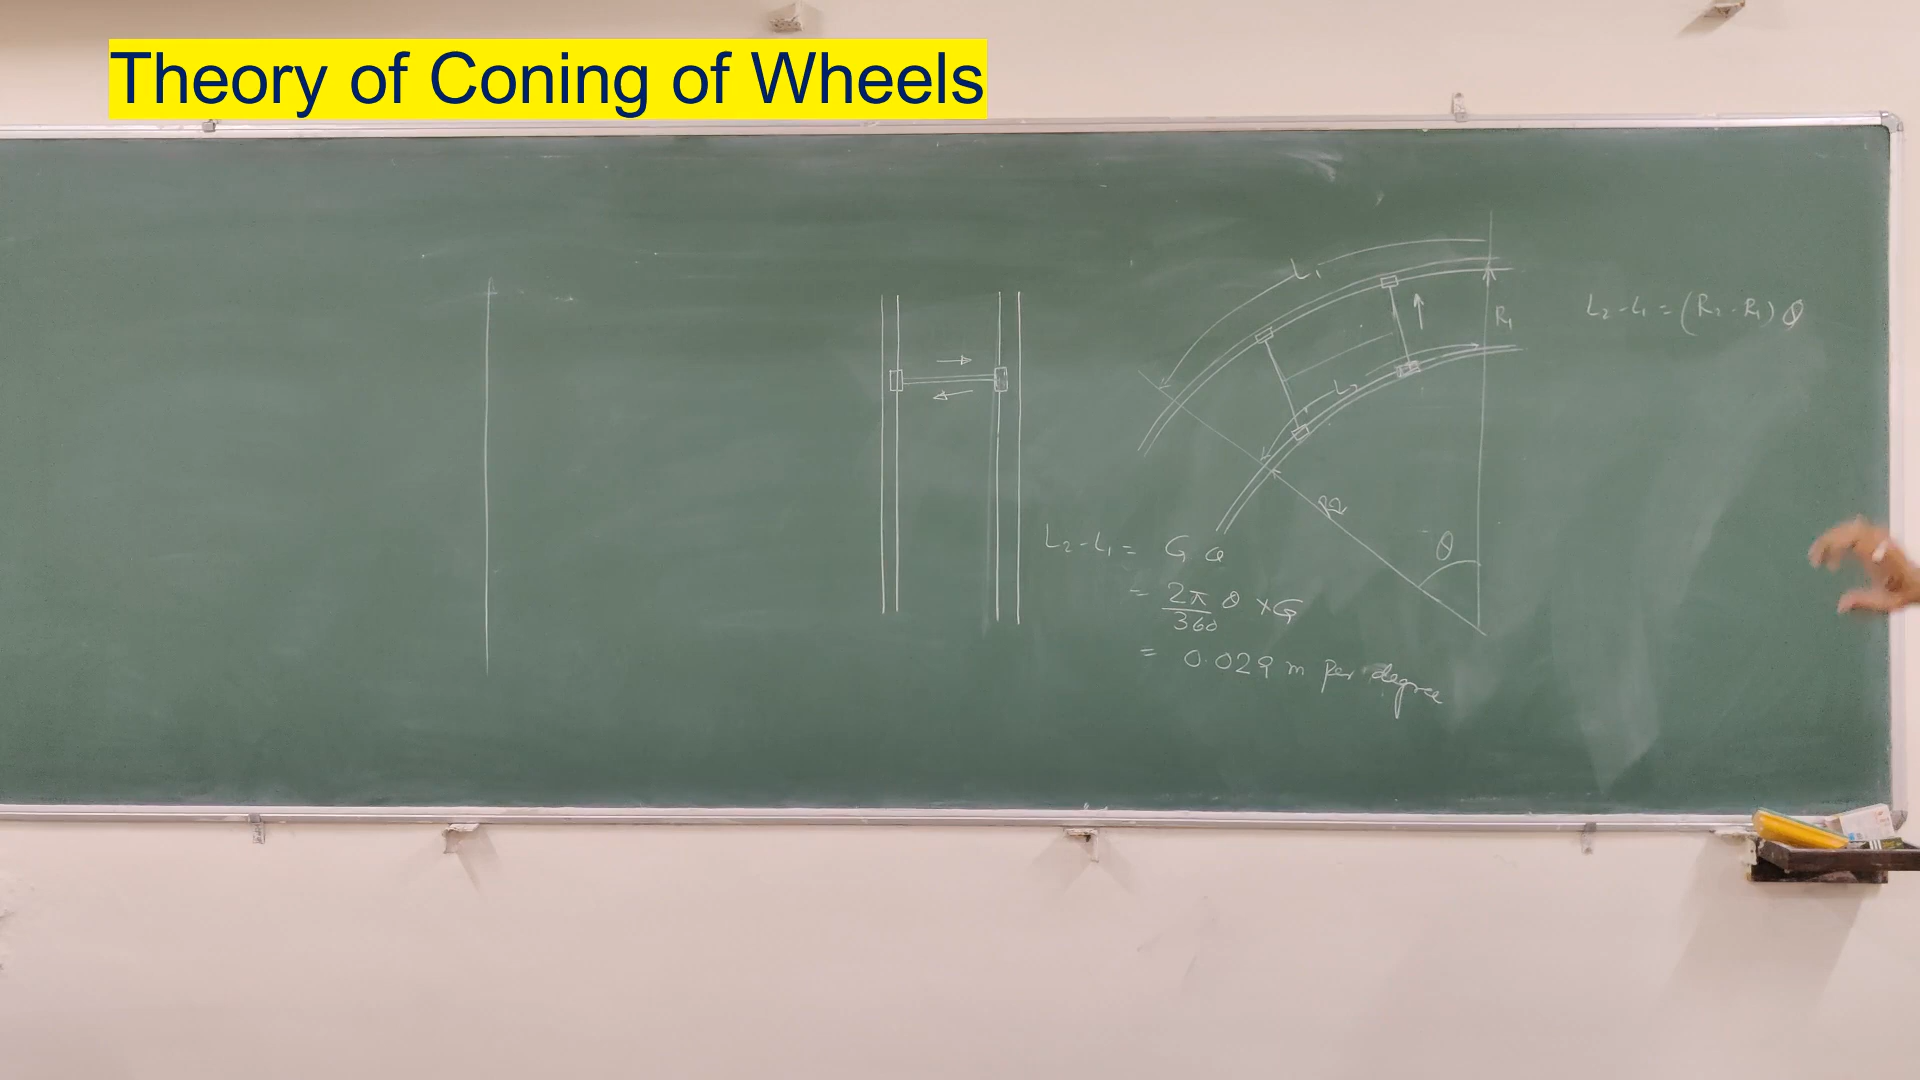 Theory of Coning of Wheels
L₁
R₁
L₂-L₁ = (R₂-R₁) θ
L₂
R2
θ
L₂-L₁ = G θ
= 2π/360 θ × G
= 0.029 m per degree